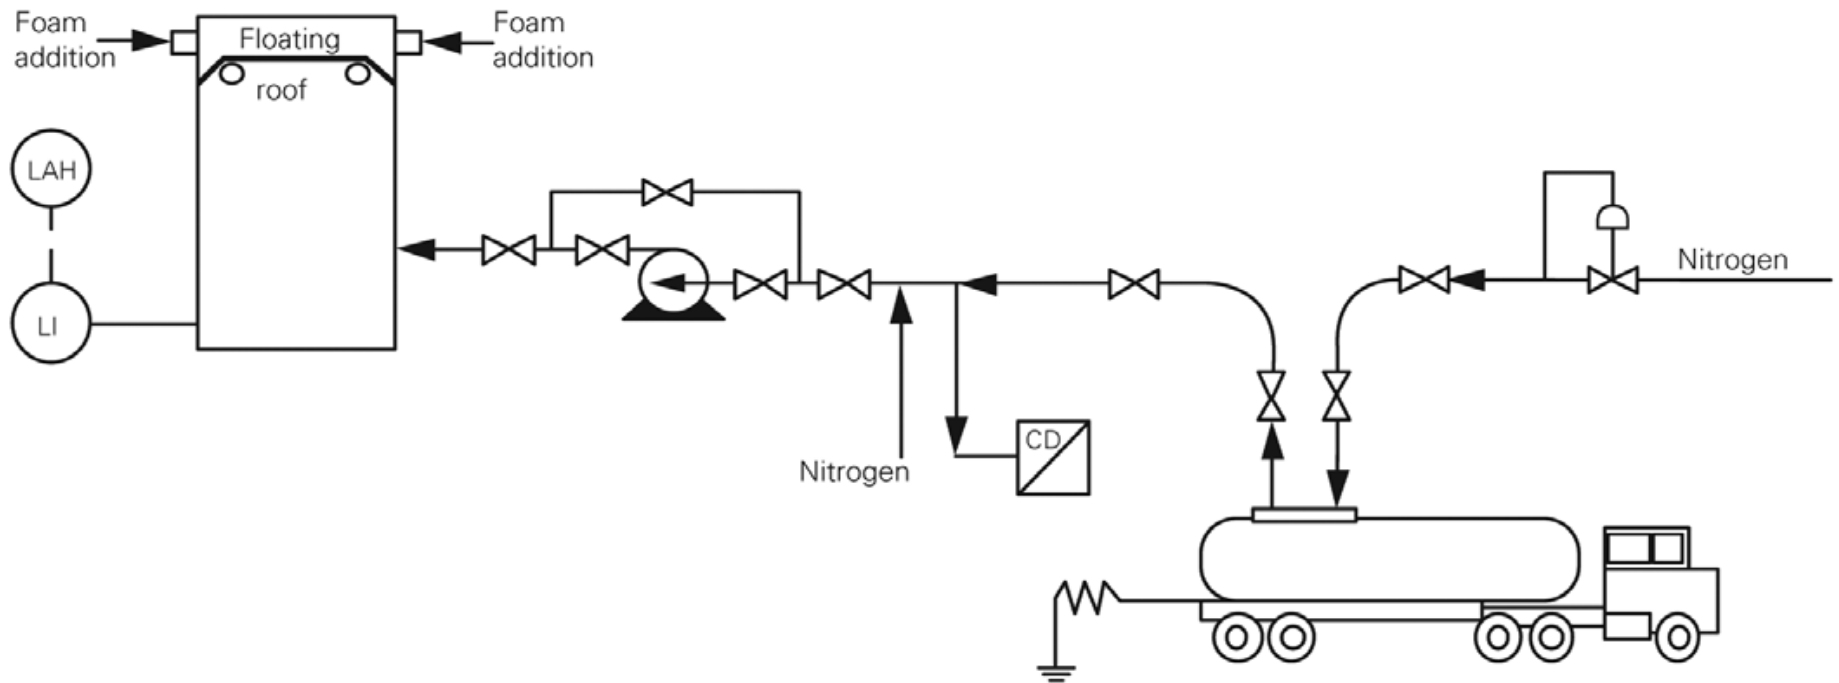 Foam
addition
Floating
roof
Foam
addition
LAH
LI
Nitrogen
CD
Nitrogen